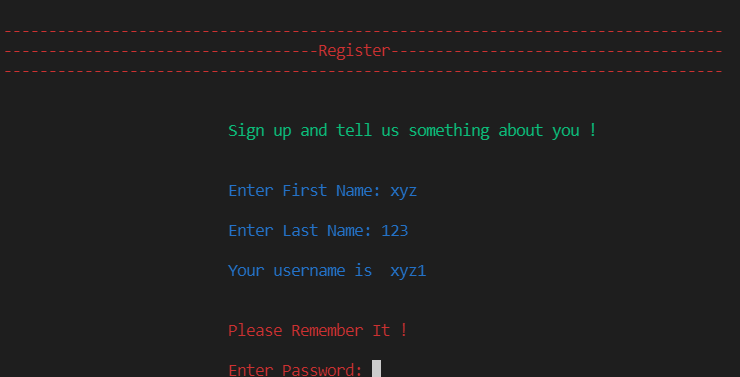 --------------------------------------------------------------------------------
-----------------------------------Register-------------------------------------
--------------------------------------------------------------------------------
Sign up and tell us something about you !
Enter First Name: xyz
Enter Last Name: 123
Your username is  xyz1
Please Remember It !
Enter Password: